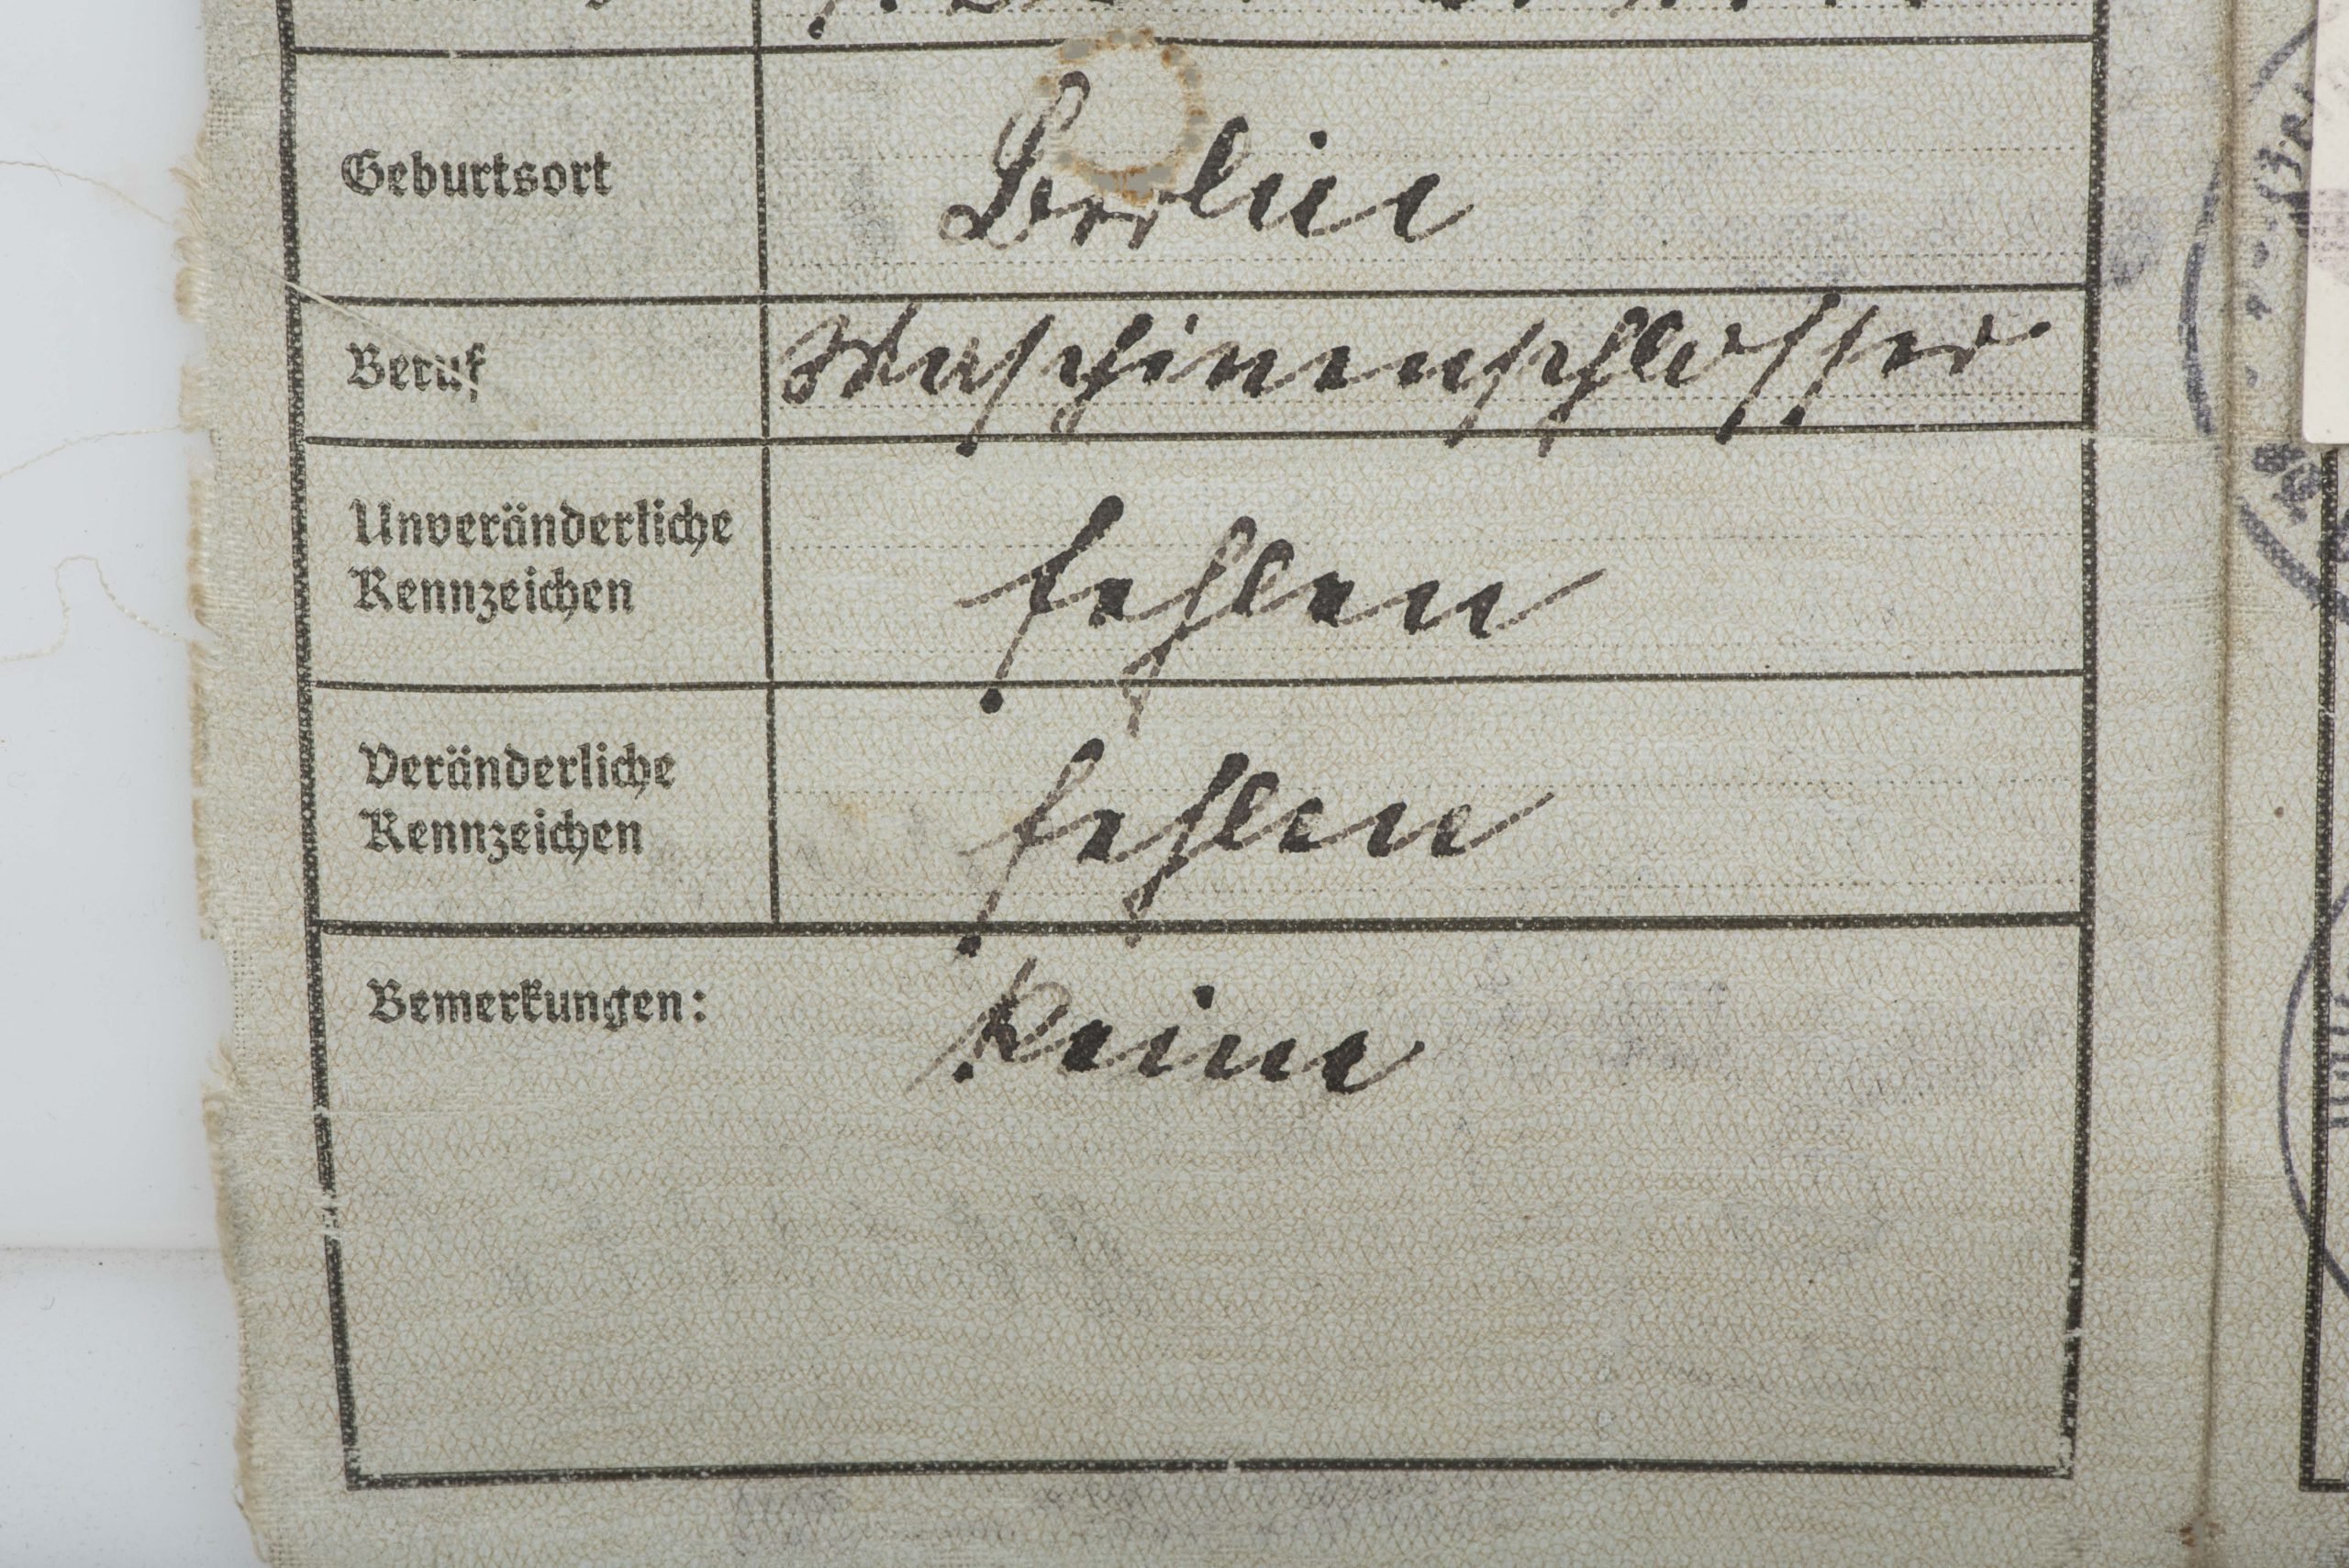 Geburtsort Berlin
Beruf Maschinenschlosser
Unveränderliche
Kennzeichen fehlen
Veränderliche
Kennzeichen fehlen
Bemerkungen: Keine